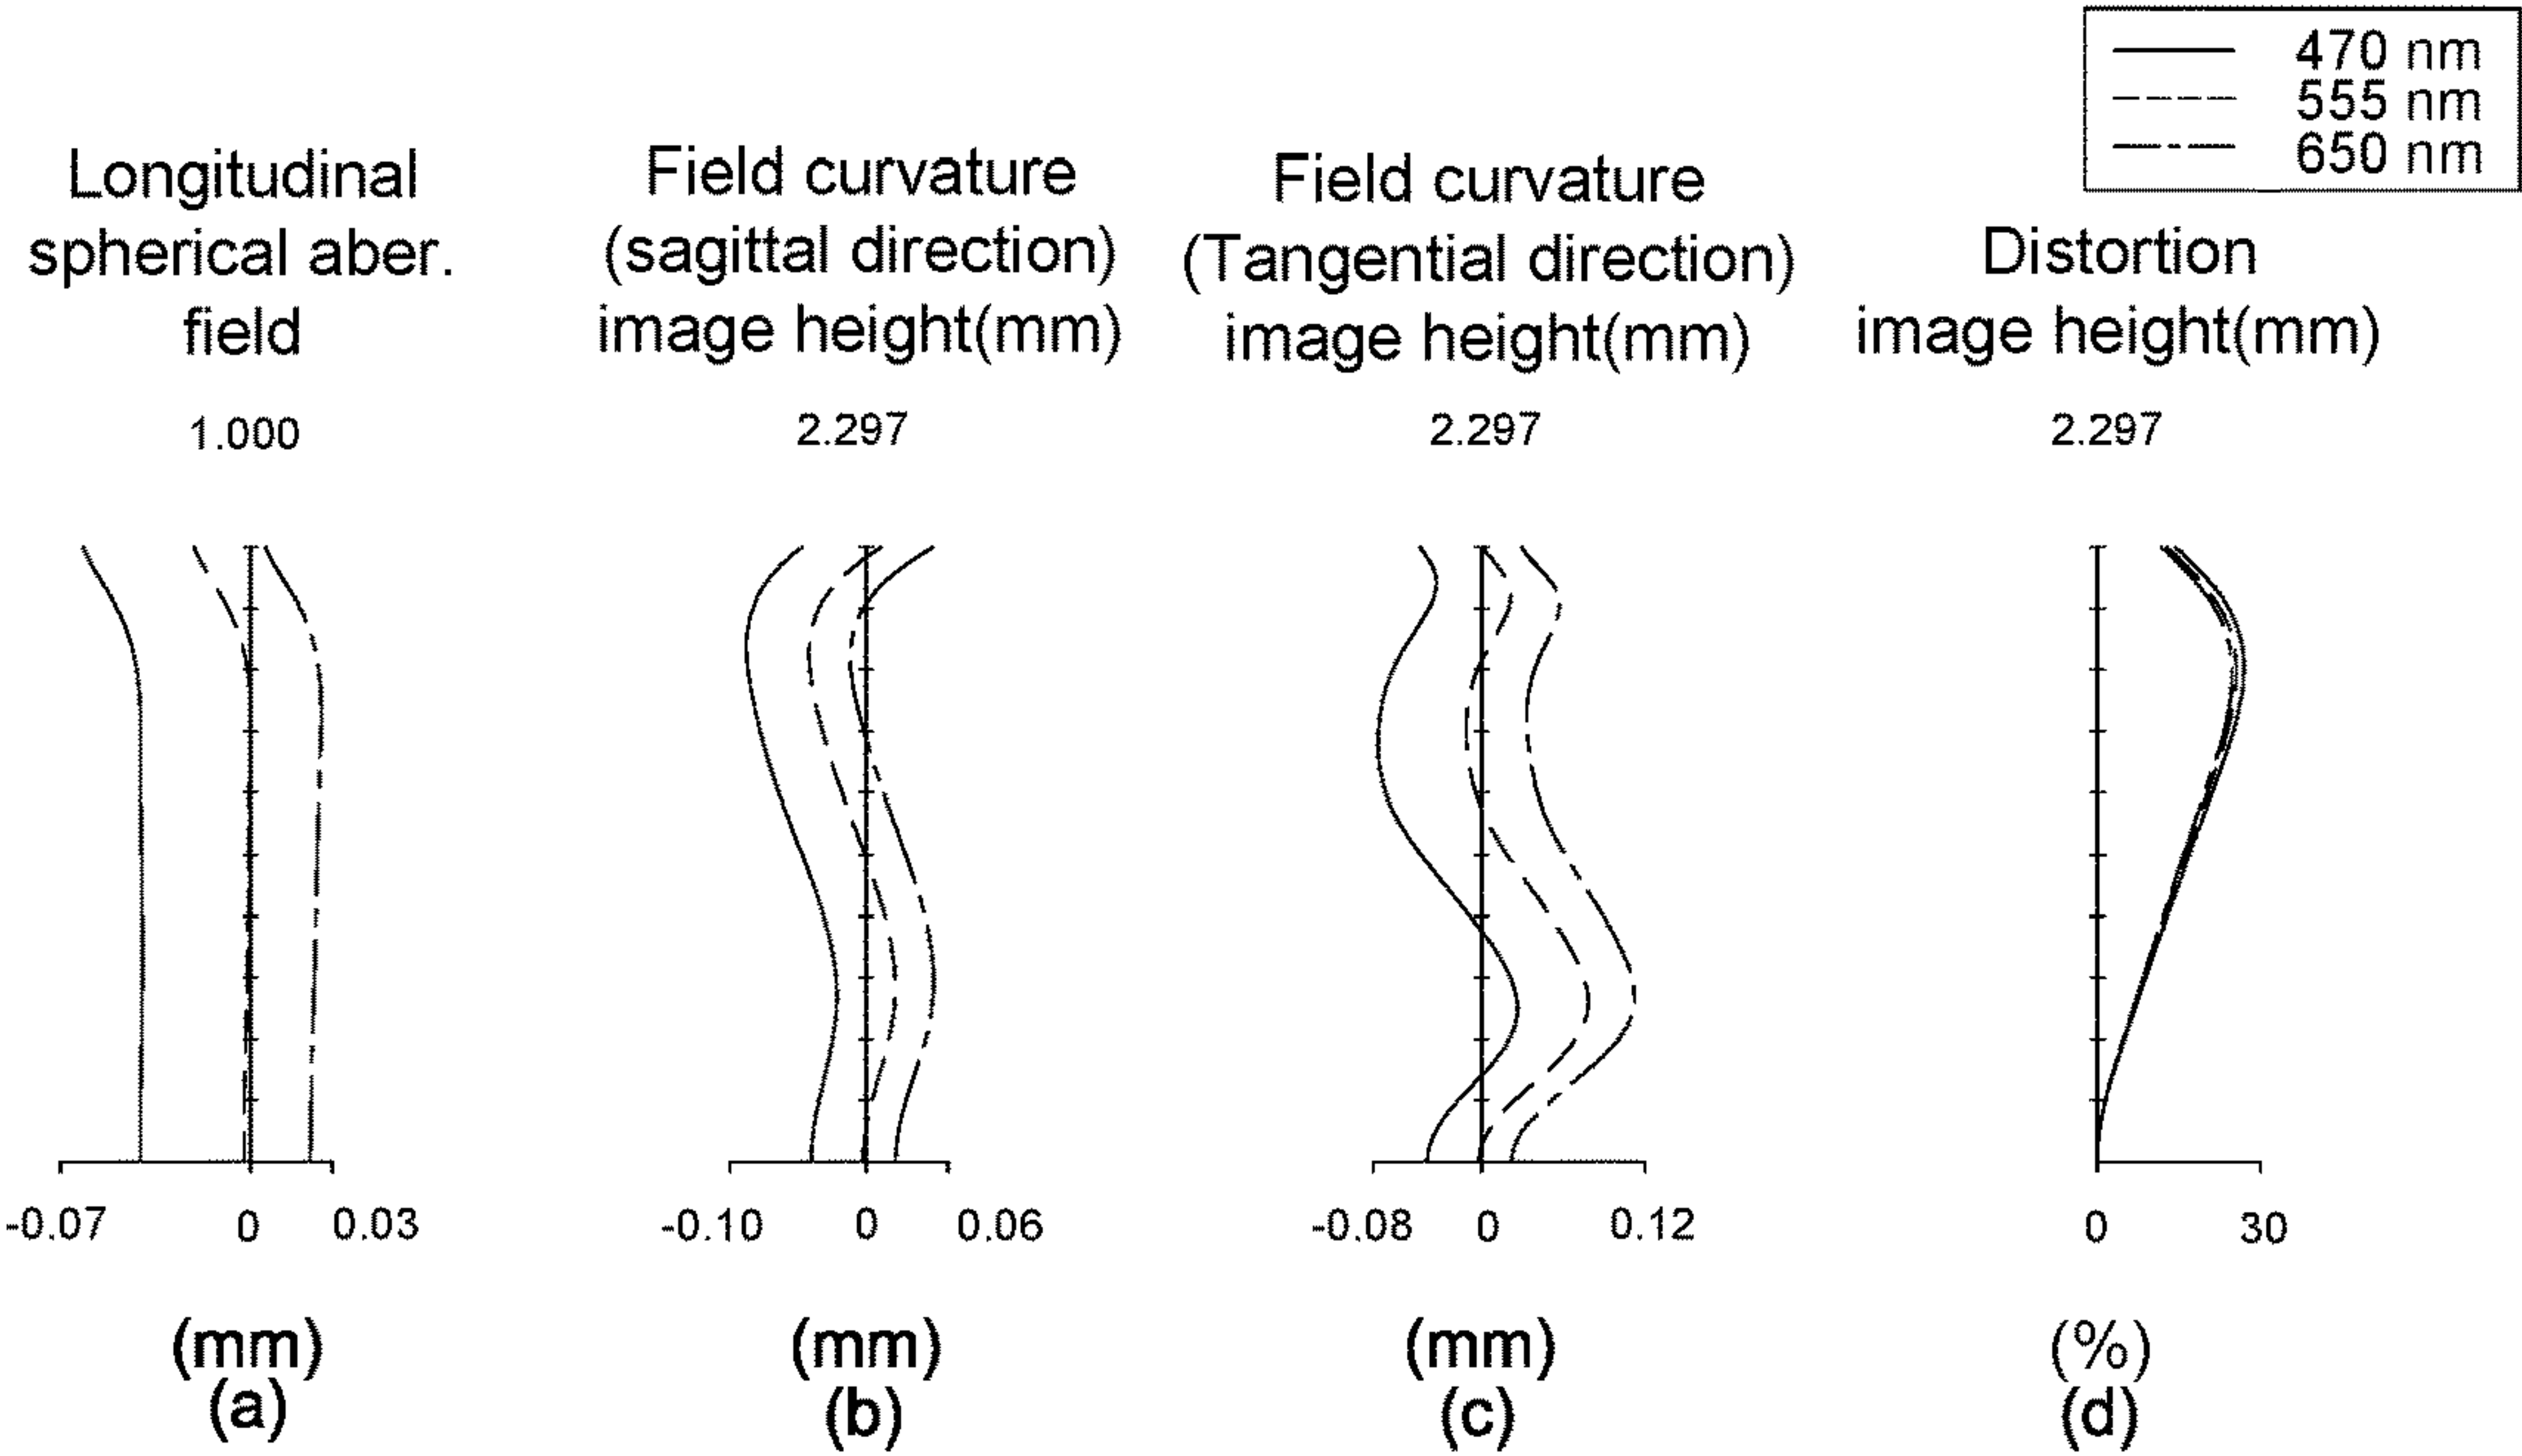 470 nm
555 nm
650 nm
Longitudinal
spherical aber.
field
1.000
-0.07 0 0.03
(mm)
(a)
Field curvature
(sagittal direction)
image height(mm)
2.297
-0.10 0 0.06
(mm)
(b)
Field curvature
(Tangential direction)
image height(mm)
2.297
-0.08 0 0.12
(mm)
(c)
Distortion
image height(mm)
2.297
0 30
(%)
(d)